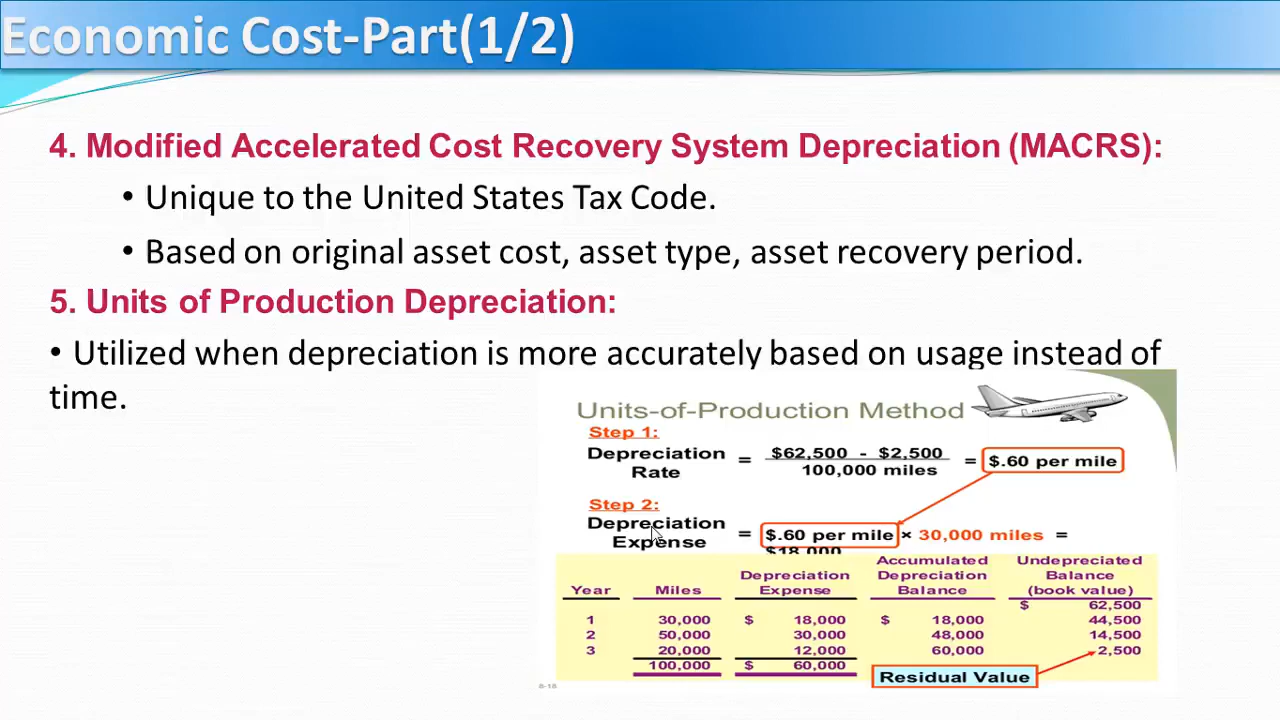 Economic Cost-Part(1/2)
4. Modified Accelerated Cost Recovery System Depreciation (MACRS):
• Unique to the United States Tax Code.
• Based on original asset cost, asset type, asset recovery period.
5. Units of Production Depreciation:
• Utilized when depreciation is more accurately based on usage instead of
time.
Units-of-Production Method
Step 1:
Depreciation Rate = $62,500 - $2,500 / 100,000 miles = $.60 per mile
Step 2:
Depreciation Expense = $.60 per mile × 30,000 miles =
$18,000
Year Miles Depreciation Expense Accumulated Depreciation Balance Undepreciated Balance (book value)
$ 62,500
1 30,000 $ 18,000 $ 18,000 44,500
2 50,000 30,000 48,000 14,500
3 20,000 12,000 60,000 2,500
100,000 $ 60,000
Residual Value
8-18